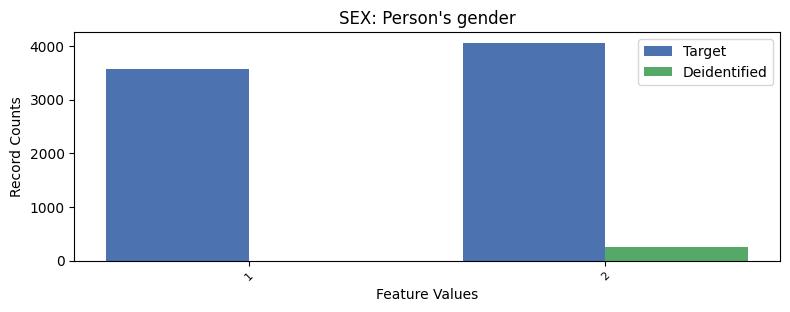 SEX: Person's gender
Target
Deidentified
Record Counts
4000
3000
2000
1000
0
1
2
Feature Values